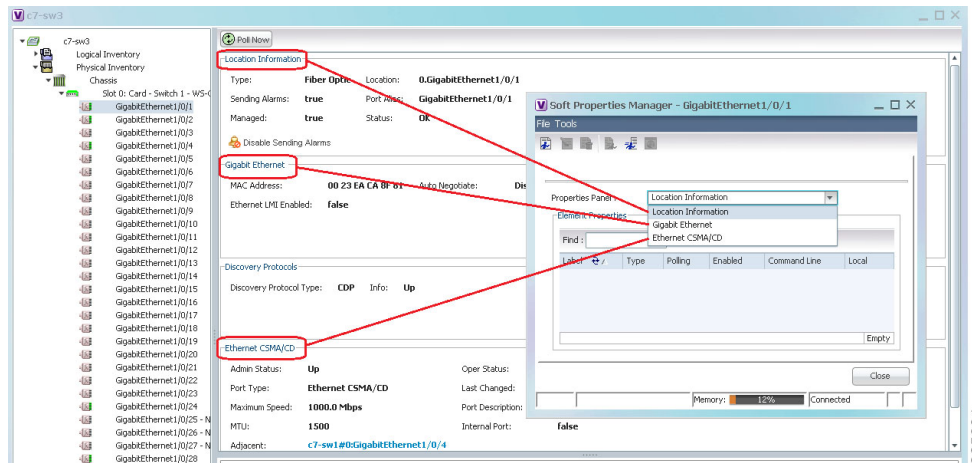 c7-sw3
c7-sw3
Logical Inventory
Physical Inventory
Chassis
Slot 0: Card - Switch 1 - WS-
GigabitEthernet1/0/1
GigabitEthernet1/0/2
GigabitEthernet1/0/3
GigabitEthernet1/0/4
GigabitEthernet1/0/5
GigabitEthernet1/0/6
GigabitEthernet1/0/7
GigabitEthernet1/0/8
GigabitEthernet1/0/9
GigabitEthernet1/0/10
GigabitEthernet1/0/11
GigabitEthernet1/0/12
GigabitEthernet1/0/13
GigabitEthernet1/0/14
GigabitEthernet1/0/15
GigabitEthernet1/0/16
GigabitEthernet1/0/17
GigabitEthernet1/0/18
GigabitEthernet1/0/19
GigabitEthernet1/0/20
GigabitEthernet1/0/21
GigabitEthernet1/0/22
GigabitEthernet1/0/23
GigabitEthernet1/0/24
GigabitEthernet1/0/25 - N
GigabitEthernet1/0/26 - N
GigabitEthernet1/0/27 - N
GigabitEthernet1/0/28
Poll Now
Location Information
Type: Fiber Optic Location: 0.GigabitEthernet1/0/1
Sending Alarms: true Port Alias: GigabitEthernet1/0/1
Managed: true Status: OK
Disable Sending Alarms
Gigabit Ethernet
MAC Address: 00 23 EA CA 8F 81 Auto Negotiate: Dis
Ethernet LMI Enabled: false
Discovery Protocols
Discovery Protocol Type: CDP Info: Up
Ethernet CSMA/CD
Admin Status: Up Oper Status:
Port Type: Ethernet CSMA/CD Last Changed:
Maximum Speed: 1000.0 Mbps Port Description:
MTU: 1500 Internal Port: false
Adjacent: c7-sw1#0:GigabitEthernet1/0/4
Soft Properties Manager - GigabitEthernet1/0/1
File Tools
Properties Panel: Location Information
Location Information
Gigabit Ethernet
Ethernet CSMA/CD
Element Properties
Find :
Label Type Polling Enabled Command Line Local
Empty
Close
Memory: 12% Connected